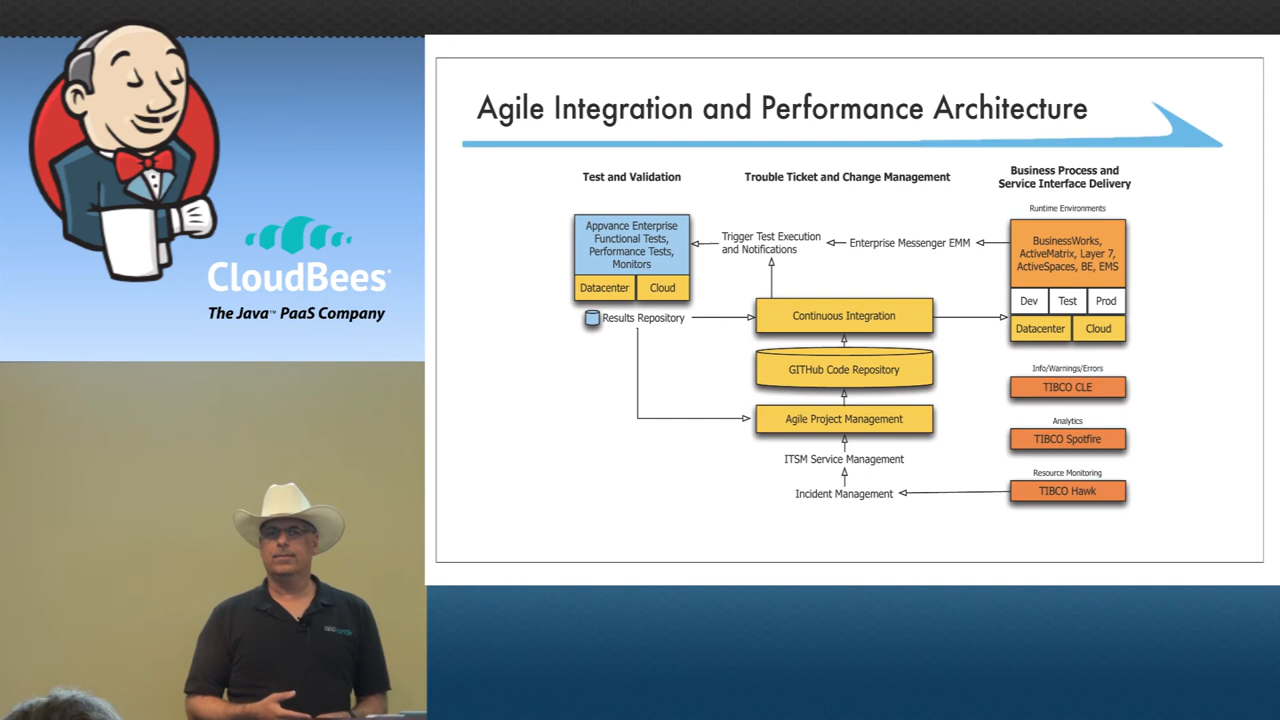 CloudBees
The Java™ PaaS Company
Agile Integration and Performance Architecture
Test and Validation
Trouble Ticket and Change Management
Business Process and
Service Interface Delivery
Runtime Environments
Appvance Enterprise
Functional Tests,
Performance Tests,
Monitors
Datacenter
Cloud
Results Repository
Trigger Test Execution
and Notifications
Enterprise Messenger EMM
Continuous Integration
GITHub Code Repository
Agile Project Management
ITSM Service Management
Incident Management
BusinessWorks,
ActiveMatrix, Layer 7,
ActiveSpaces, BE, EMS
Dev
Test
Prod
Datacenter
Cloud
Info/Warnings/Errors
TIBCO CLE
Analytics
TIBCO Spotfire
Resource Monitoring
TIBCO Hawk